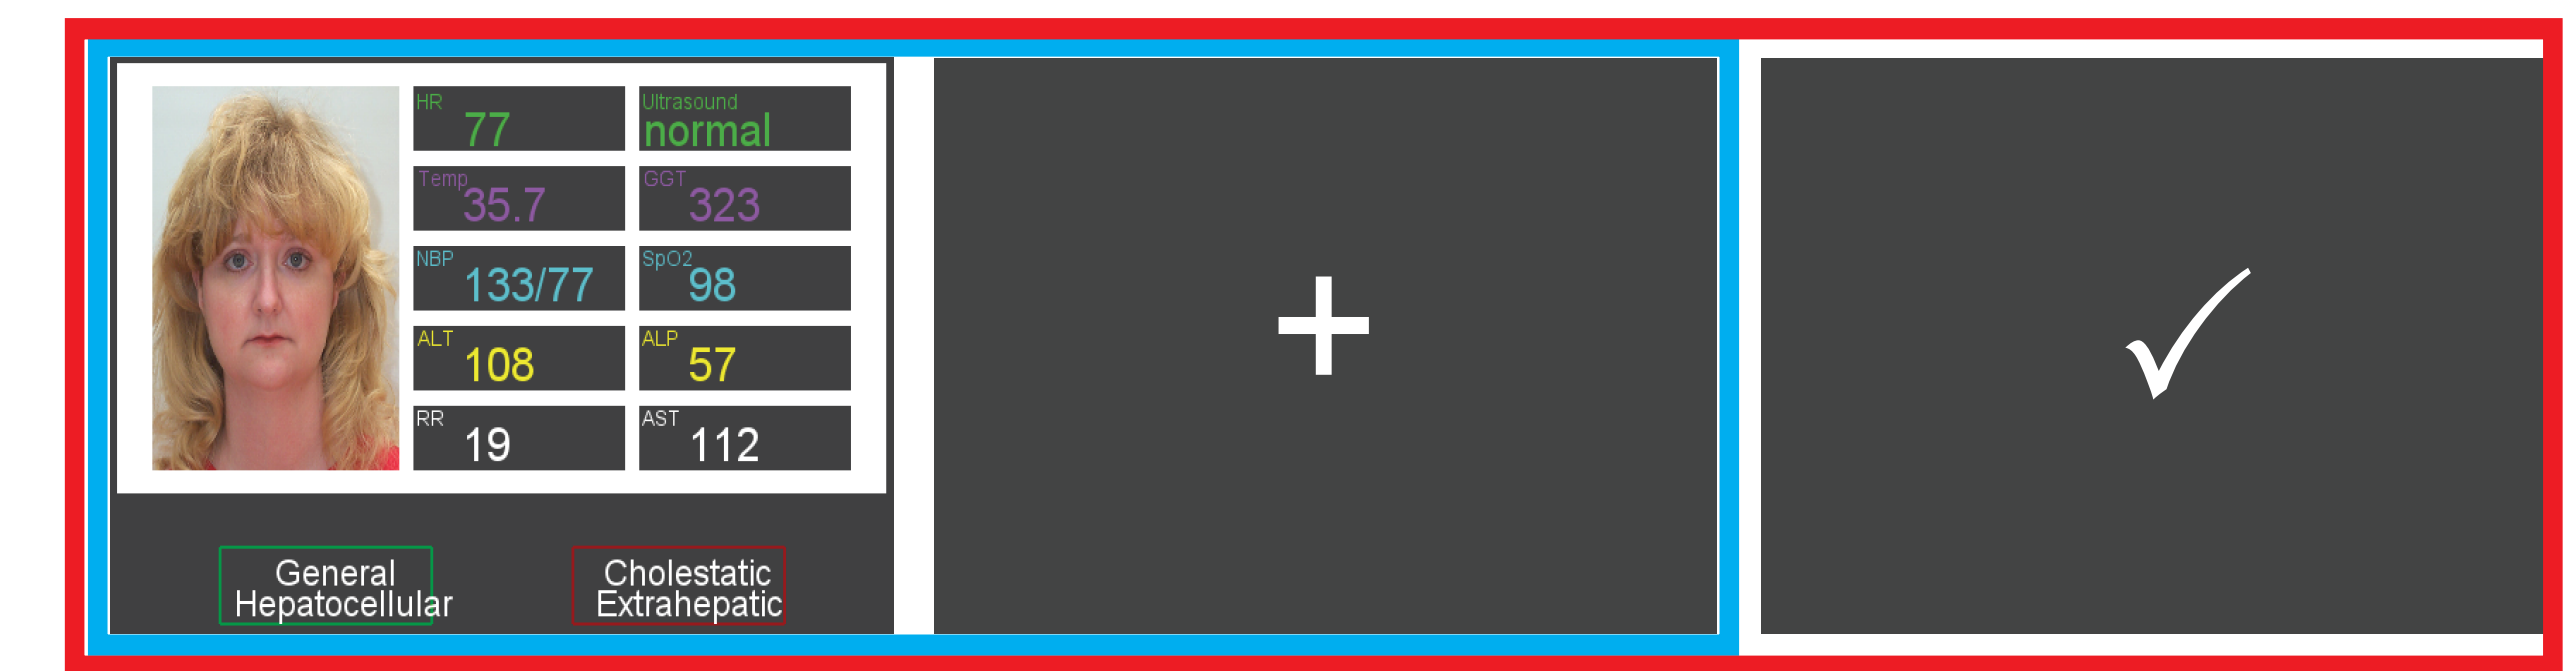 HR
77
Ultrasound
normal
Temp
35.7
GGT
323
NBP
133/77
SpO2
98
ALT
108
ALP
57
RR
19
AST
112
General
Hepatocellular
Cholestatic
Extrahepatic
+
✓